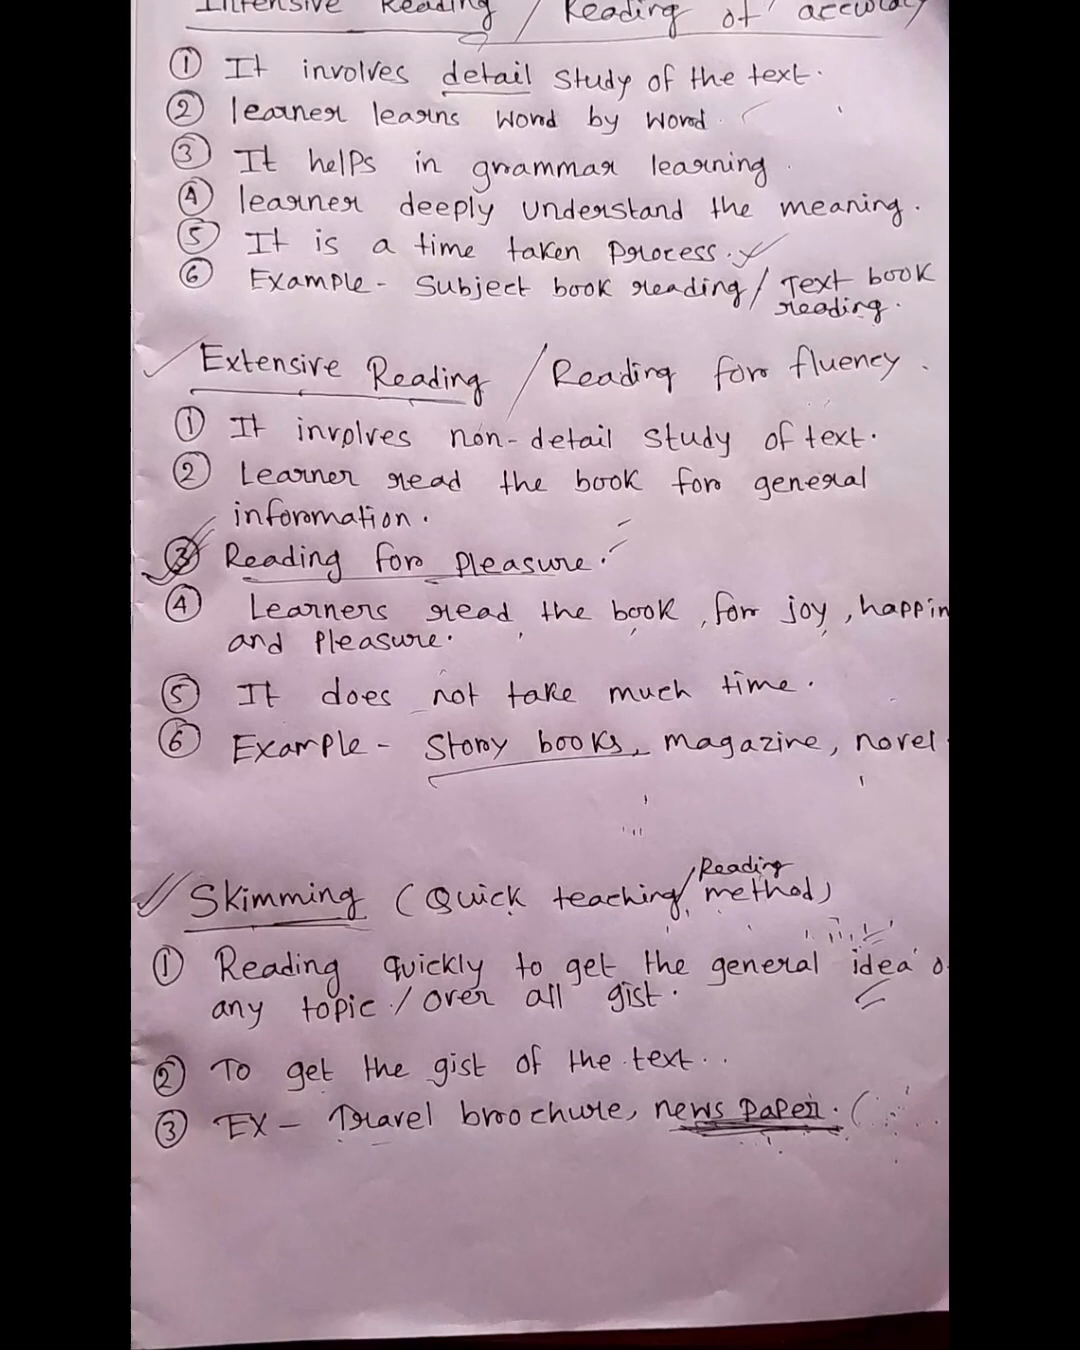 Intensive Reading / Reading of accuracy
① It involves detail study of the text.
② learner learns word by word.
③ It helps in grammar learning.
④ learner deeply understand the meaning.
⑤ It is a time taken process.
⑥ Example - Subject book reading / Text book
reading.
Extensive Reading / Reading for fluency.
① It involves non-detail study of text.
② Learner read the book for general
information.
③ Reading for pleasure.
④ Learners read the book, for joy, happin
and pleasure.
⑤ It does not take much time.
⑥ Example - Story books, magazine, novel
Reading
Skimming (Quick teaching/ method)
① Reading quickly to get the general idea o
any topic / over all gist.
② To get the gist of the text..
③ EX - Travel brochure, news paper.